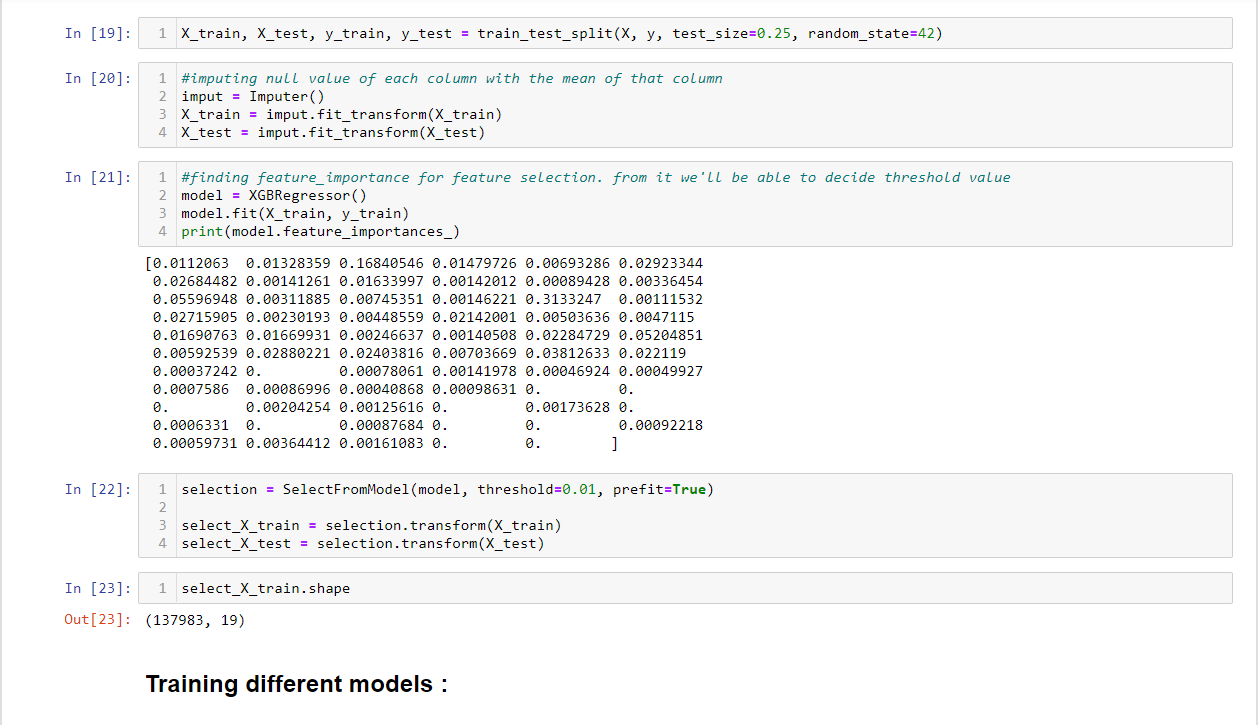 In [19]: 1 X_train, X_test, y_train, y_test = train_test_split(X, y, test_size=0.25, random_state=42)
In [20]: 1 #imputing null value of each column with the mean of that column
2 imput = Imputer()
3 X_train = imput.fit_transform(X_train)
4 X_test = imput.fit_transform(X_test)
In [21]: 1 #finding feature_importance for feature selection. from it we'll be able to decide threshold value
2 model = XGBRegressor()
3 model.fit(X_train, y_train)
4 print(model.feature_importances_)
[0.0112063 0.01328359 0.16840546 0.01479726 0.00693286 0.02923344
0.02684482 0.00141261 0.01633997 0.00142012 0.00089428 0.00336454
0.05596948 0.00311885 0.00745351 0.00146221 0.3133247 0.00111532
0.02715905 0.00230193 0.00448559 0.02142001 0.00503636 0.0047115
0.01690763 0.01669931 0.00246637 0.00140508 0.02284729 0.05204851
0.00592539 0.02880221 0.02403816 0.00703669 0.03812633 0.022119
0.00037242 0. 0.00078061 0.00141978 0.00046924 0.00049927
0.0007586 0.00086996 0.00040868 0.00098631 0. 0.
0. 0.00204254 0.00125616 0. 0.00173628 0.
0.0006331 0. 0.00087684 0. 0. 0.00092218
0.00059731 0.00364412 0.00161083 0. 0. ]
In [22]: 1 selection = SelectFromModel(model, threshold=0.01, prefit=True)
2
3 select_X_train = selection.transform(X_train)
4 select_X_test = selection.transform(X_test)
In [23]: 1 select_X_train.shape
Out[23]: (137983, 19)
Training different models :